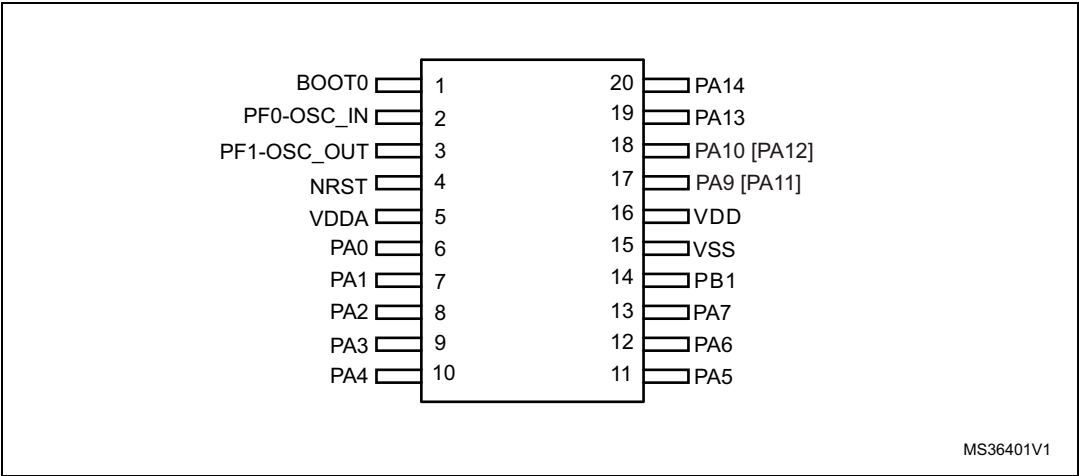 BOOT0 1 20 PA14
PF0-OSC_IN 2 19 PA13
PF1-OSC_OUT 3 18 PA10 [PA12]
NRST 4 17 PA9 [PA11]
VDDA 5 16 VDD
PA0 6 15 VSS
PA1 7 14 PB1
PA2 8 13 PA7
PA3 9 12 PA6
PA4 10 11 PA5
MS36401V1